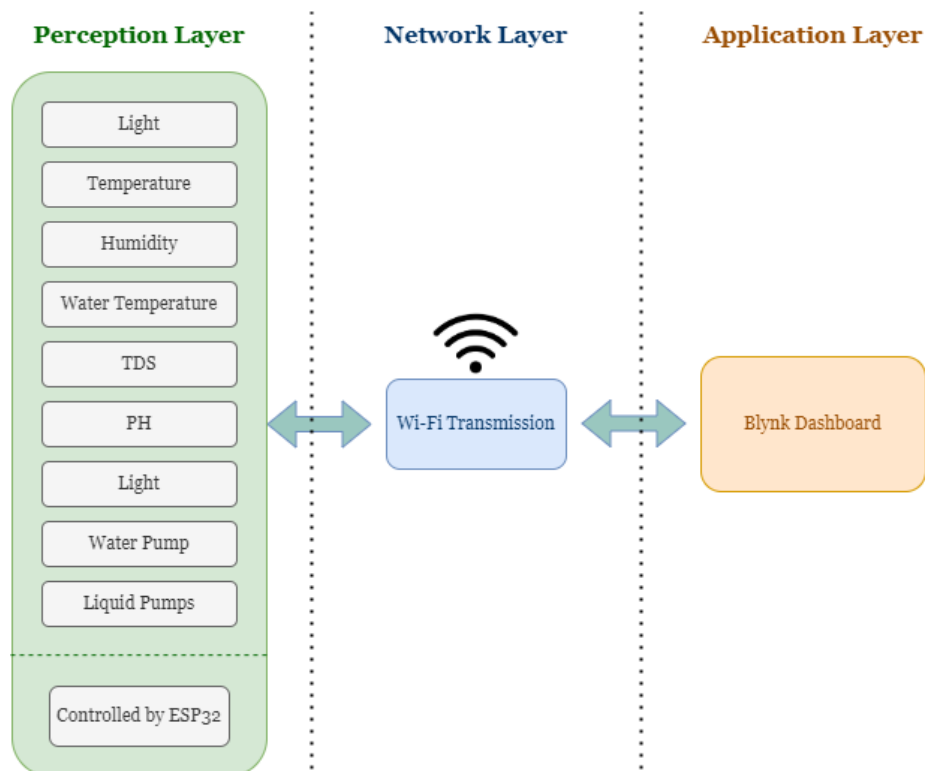 Perception Layer
Network Layer
Application Layer
Light
Temperature
Humidity
Water Temperature
TDS
PH
Light
Water Pump
Liquid Pumps
Controlled by ESP32
Wi-Fi Transmission
Blynk Dashboard